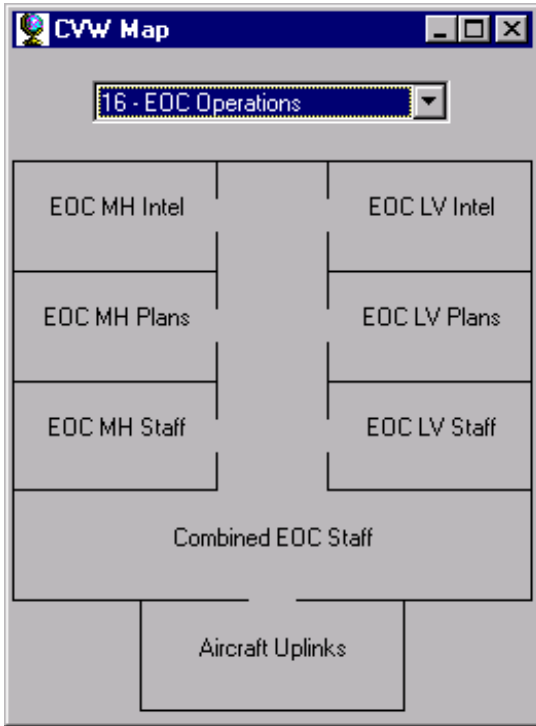 CVW Map
16 - EOC Operations
EOC MH Intel
EOC LV Intel
EOC MH Plans
EOC LV Plans
EOC MH Staff
EOC LV Staff
Combined EOC Staff
Aircraft Uplinks